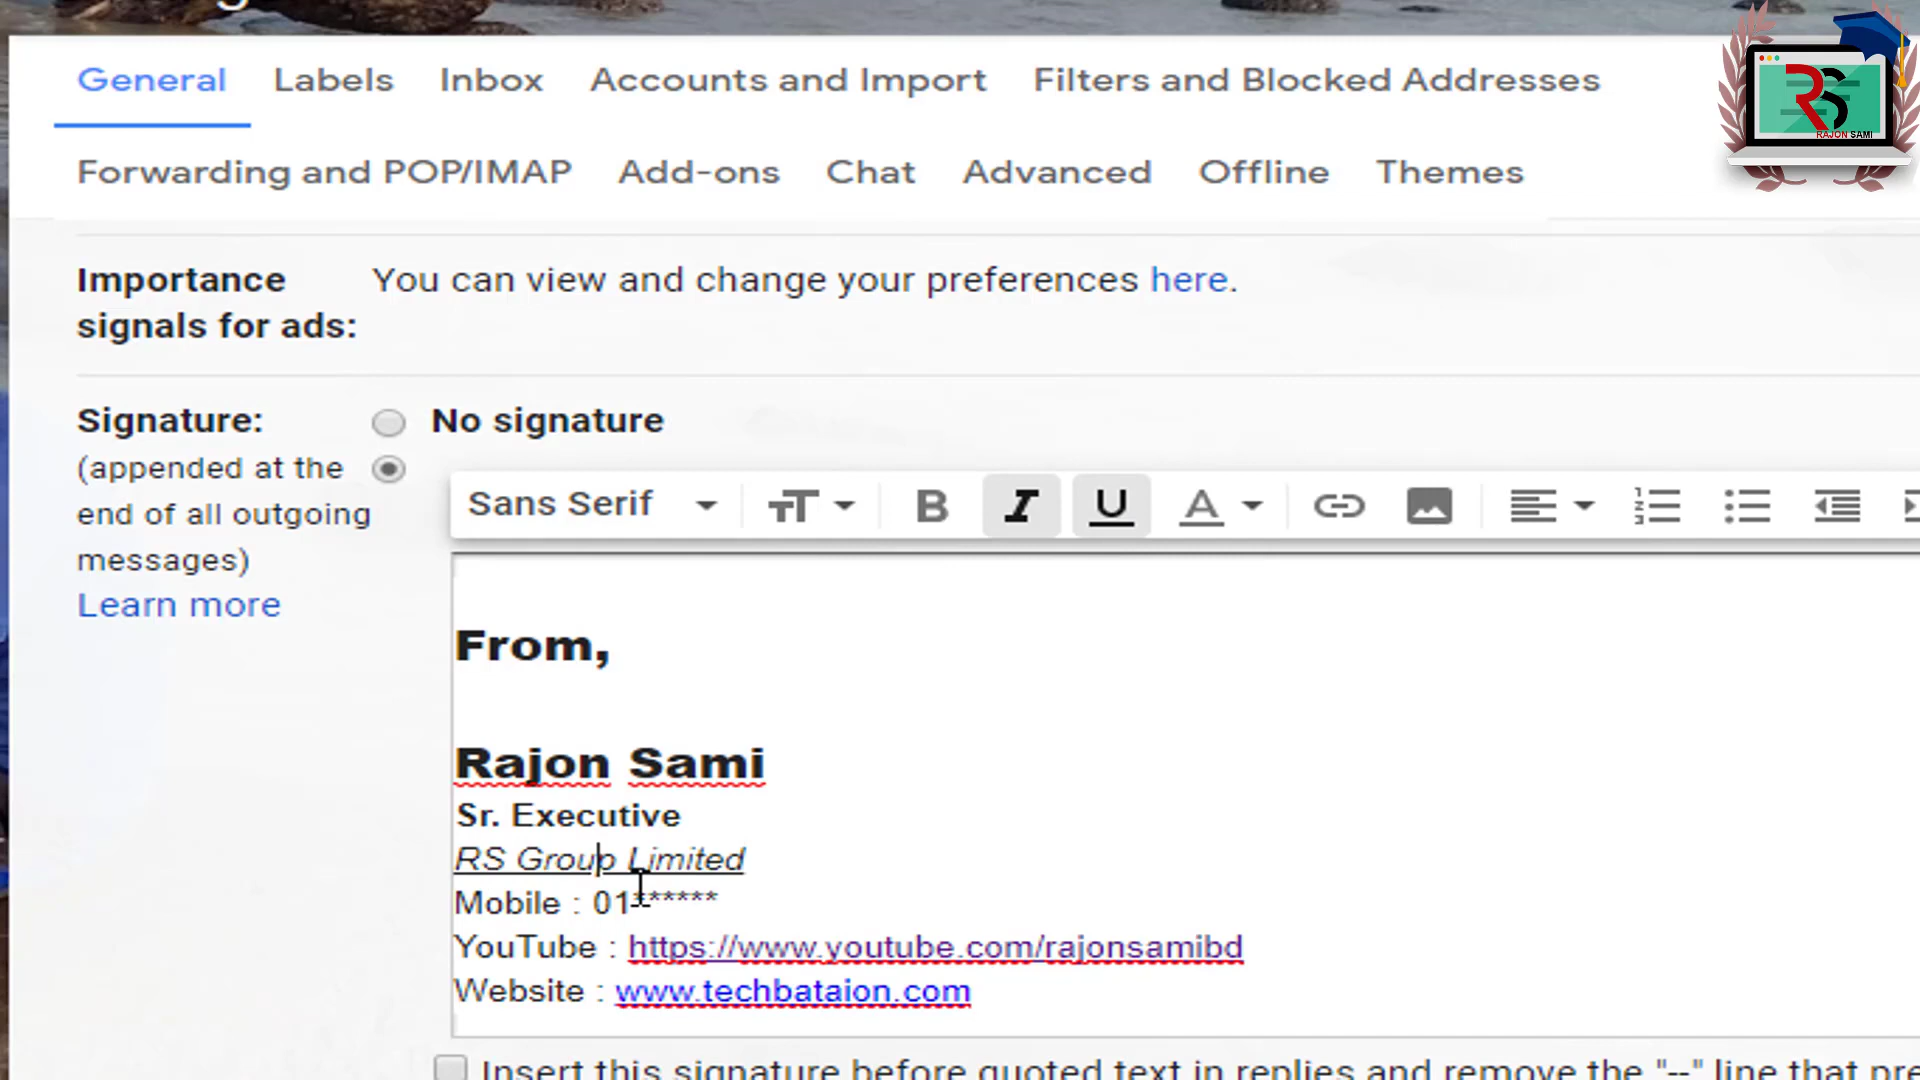 General Labels Inbox Accounts and Import Filters and Blocked Addresses
Forwarding and POP/IMAP Add-ons Chat Advanced Offline Themes
RS
RAJON SAMI
Importance signals for ads: You can view and change your preferences here.
Signature: No signature
(appended at the
end of all outgoing
messages)
Learn more
Sans Serif B I U A
From,
Rajon Sami
Sr. Executive
RS Group Limited
Mobile : 01******
YouTube : https://www.youtube.com/rajonsamibd
Website : www.techbataion.com
Insert this signature before quoted text in replies and remove the "--" line that pre